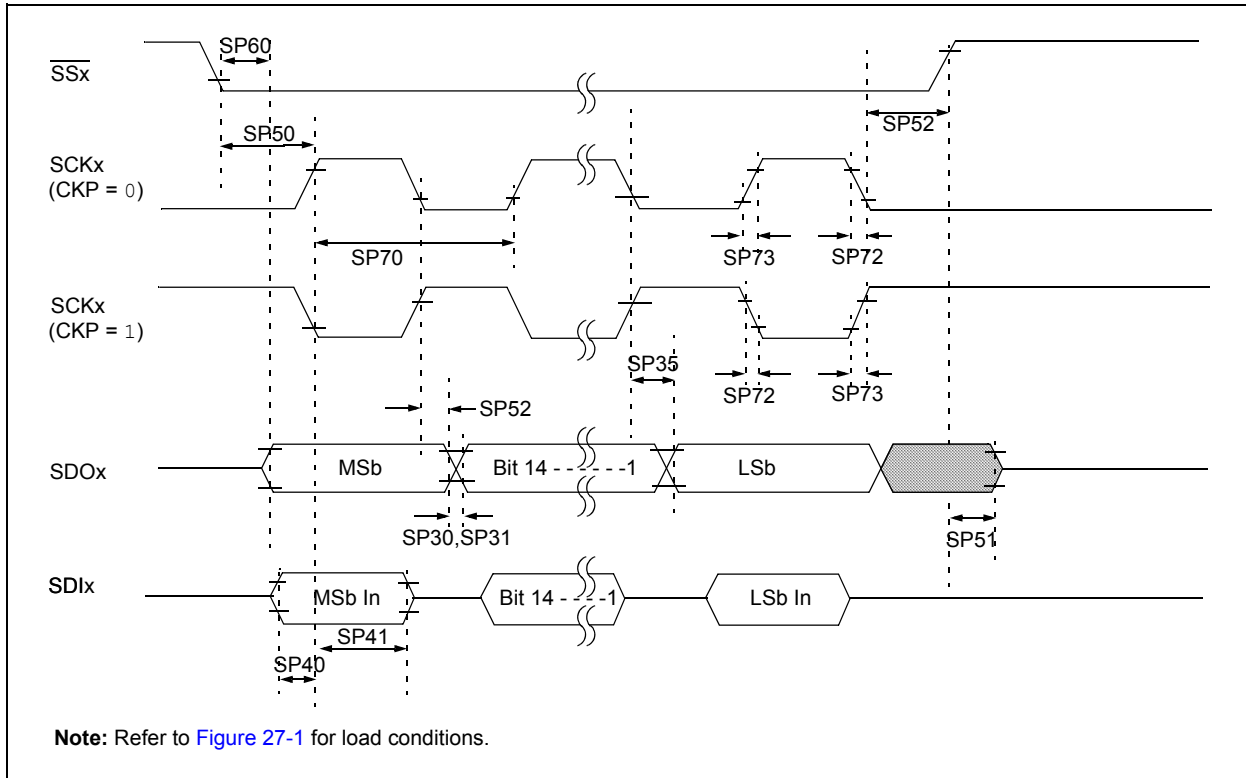 SP60
SSx
SP50
SP52
SCKx
(CKP = 0)
SP70
SP73
SP72
SCKx
(CKP = 1)
SP35
SP72
SP73
SP52
SDOx
MSb
Bit 14 - - - - - -1
LSb
SP30,SP31
SP51
SDIx
MSb In
Bit 14 - - - -1
LSb In
SP41
SP40
Note: Refer to Figure 27-1 for load conditions.